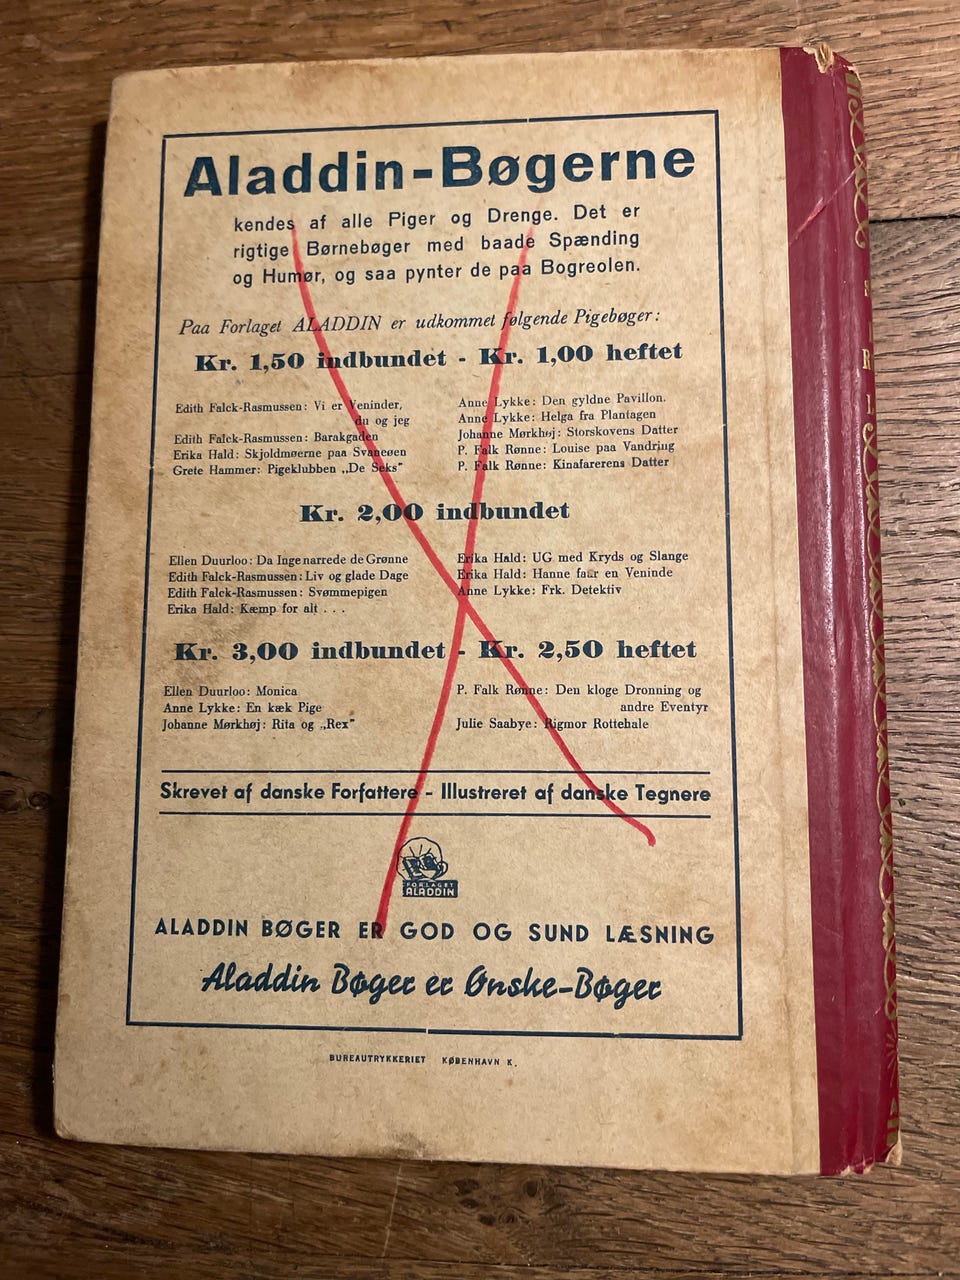 Aladdin-Bøgerne
kendes af alle Piger og Drenge. Det er
rigtige Børnebøger med baade Spænding
og Humør, og saa pynter de paa Bogreolen.
Paa Forlaget ALADDIN er udkommet følgende Pigebøger:
Kr. 1,50 indbundet - Kr. 1,00 heftet
Edith Falck-Rasmussen: Vi er Veninder,
du og jeg
Edith Falck-Rasmussen: Barakgaden
Erika Hald: Skjoldmøerne paa Svaneøen
Grete Hammer: Pigeklubben „De Seks"
Anne Lykke: Den gyldne Pavillon.
Anne Lykke: Helga fra Plantagen
Johanne Mørkhøj: Storskovens Datter
P. Falk Rønne: Louise paa Vandring
P. Falk Rønne: Kinafarerens Datter
Kr. 2,00 indbundet
Ellen Duurloo: Da Inge narrede de Grønne
Edith Falck-Rasmussen: Liv og glade Dage
Edith Falck-Rasmussen: Svømmepigen
Erika Hald: Kæmp for alt . . .
Erika Hald: UG med Kryds og Slange
Erika Hald: Hanne faar en Veninde
Anne Lykke: Frk. Detektiv
Kr. 3,00 indbundet - Kr. 2,50 heftet
Ellen Duurloo: Monica
Anne Lykke: En kæk Pige
Johanne Mørkhøj: Rita og „Rex"
P. Falk Rønne: Den kloge Dronning og
andre Eventyr
Julie Saabye: Rigmor Rottehale
Skrevet af danske Forfattere - Illustreret af danske Tegnere
FORLAGET
ALADDIN
ALADDIN BØGER ER GOD OG SUND LÆSNING
Aladdin Bøger er Ønske-Bøger
BUREAUTRYKKERIET KØBENHAVN K.